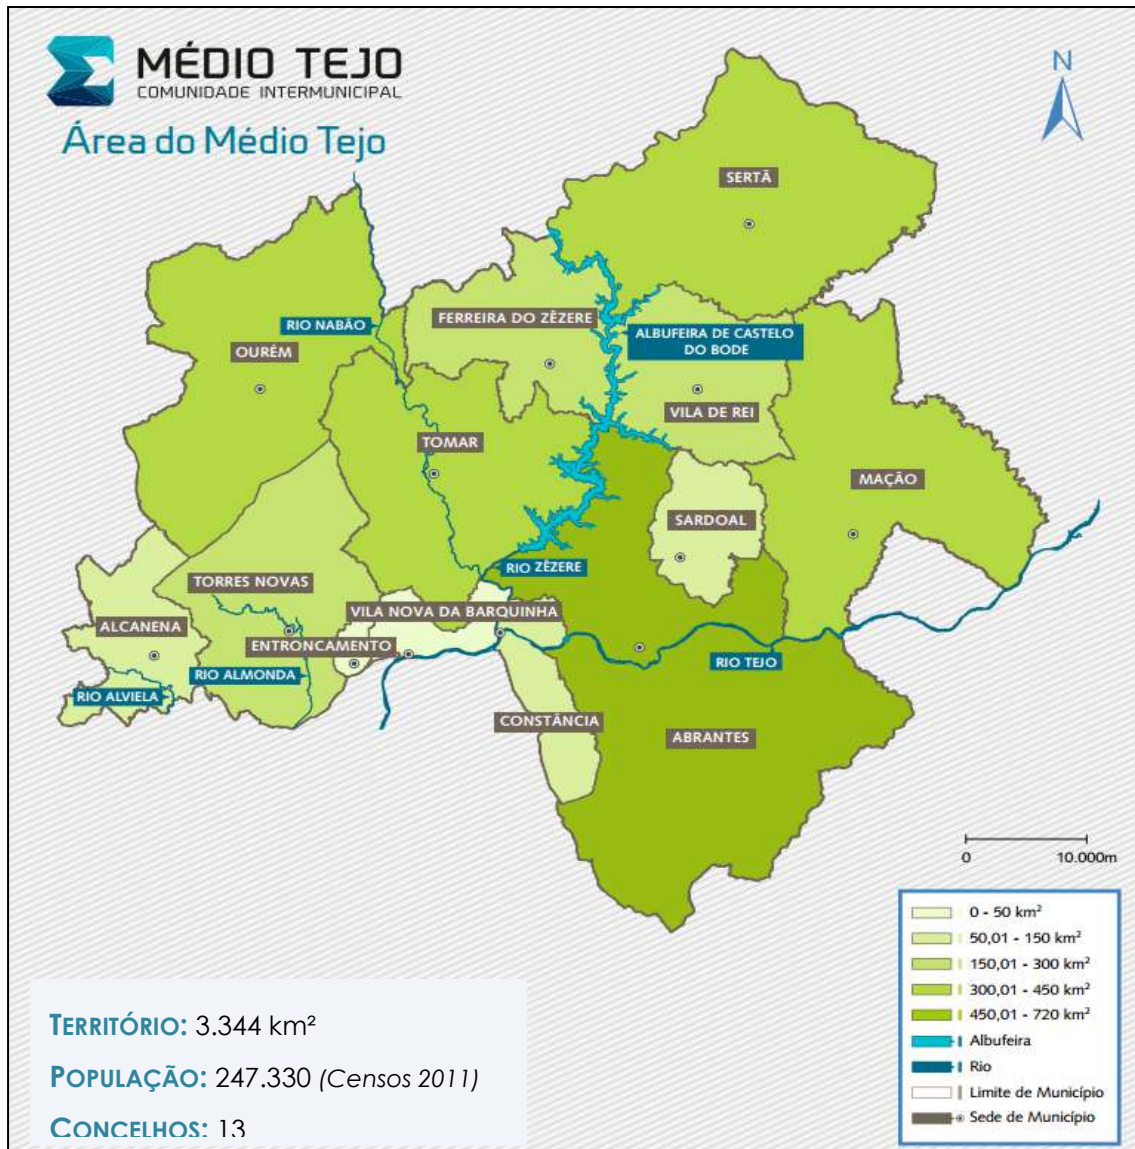 MÉDIO TEJO
COMUNIDADE INTERMUNICIPAL
Área do Médio Tejo
N
SERTÃ
FERREIRA DO ZÊZERE
RIO NABÃO
ALBUFEIRA DE CASTELO
DO BODE
OURÉM
VILA DE REI
TOMAR
MAÇÃO
SARDOAL
RIO ZÊZERE
TORRES NOVAS
VILA NOVA DA BARQUINHA
ALCANENA
ENTRONCAMENTO
RIO TEJO
RIO ALMONDA
RIO ALVIELA
CONSTÂNCIA
ABRANTES
0 10.000m
0 - 50 km²
50,01 - 150 km²
150,01 - 300 km²
300,01 - 450 km²
450,01 - 720 km²
Albufeira
Rio
Limite de Município
Sede de Município
TERRITÓRIO: 3.344 km²
POPULAÇÃO: 247.330 (Censos 2011)
CONCELHOS: 13